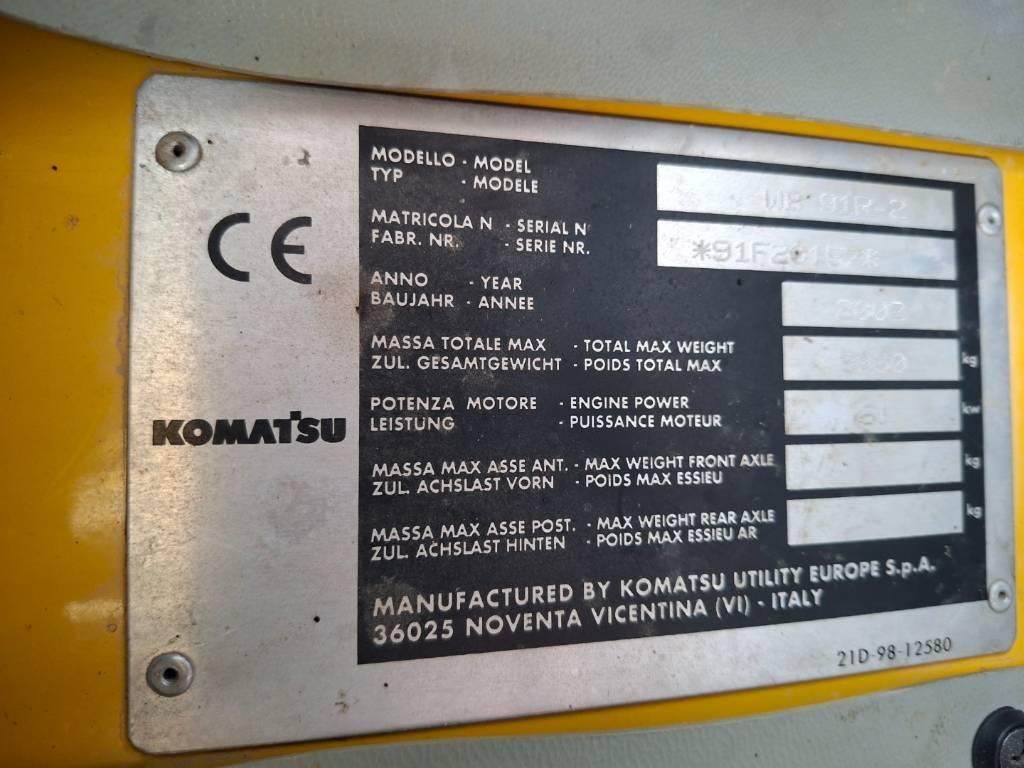 CE
KOMATSU
MODELLO - MODEL
TYP - MODELE
WB 91R-2
MATRICOLA N - SERIAL N
FABR. NR. - SERIE NR.
ANNO - YEAR
BAUJAHR - ANNEE
MASSA TOTALE MAX - TOTAL MAX WEIGHT
ZUL. GESAMTGEWICHT - POIDS TOTAL MAX
kg
POTENZA MOTORE - ENGINE POWER
LEISTUNG - PUISSANCE MOTEUR
kw
MASSA MAX ASSE ANT. - MAX WEIGHT FRONT AXLE
ZUL. ACHSLAST VORN - POIDS MAX ESSIEU
kg
MASSA MAX ASSE POST. - MAX WEIGHT REAR AXLE
ZUL. ACHSLAST HINTEN - POIDS MAX ESSIEU AR
kg
MANUFACTURED BY KOMATSU UTILITY EUROPE S.p.A.
36025 NOVENTA VICENTINA (VI) - ITALY
21D-98-12580